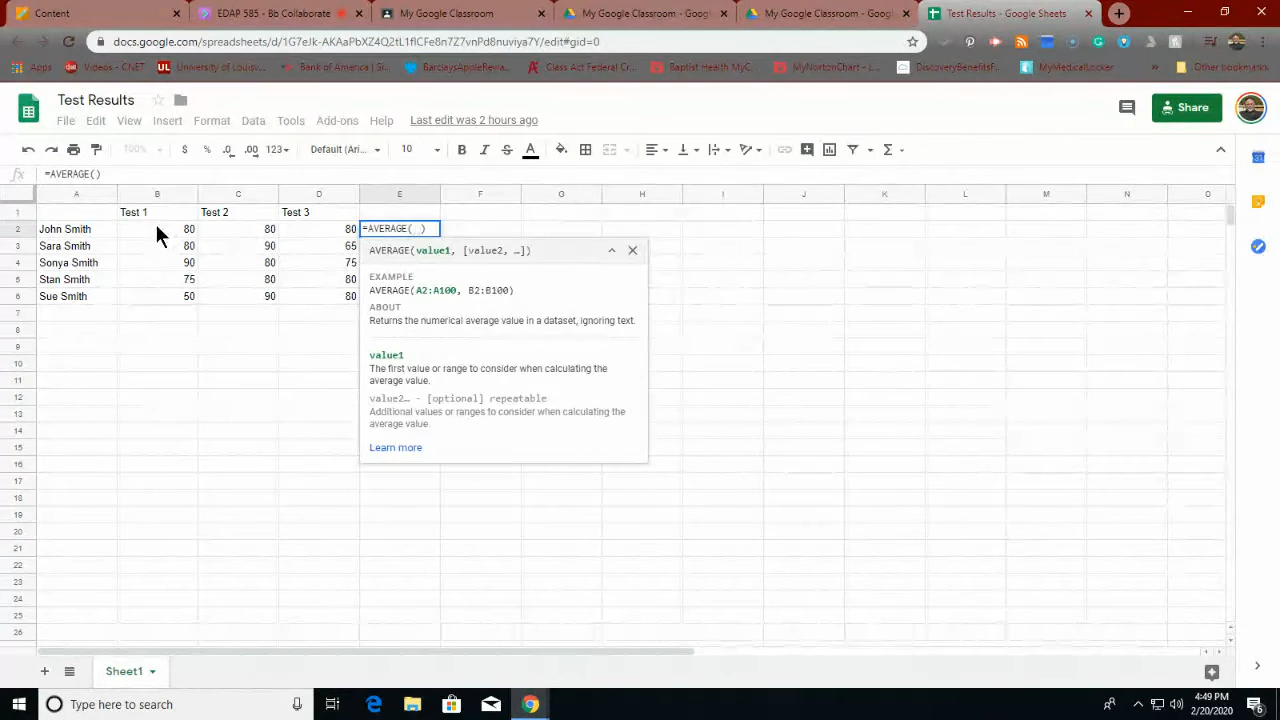 Content
EDAP 585 - Bb Collaborate
My Google Classroom
My Google Classroom - Googl
My Google Classroom - Googl
Test Results - Google Sheets
docs.google.com/spreadsheets/d/1G7eJk-AKAaPbXZ4Q2tL1flCFe8n7Z7vnPd8nuviya7Y/edit#gid=0
Apps
Videos - CNET
University of Louisv...
Bank of America | Si...
BarclaysAppleRewa...
Class Act Federal Cr...
Baptist Health MyC...
MyNortonChart - L...
DiscoveryBenefitsF...
MyMedicalLocker
»
Other bookmarks
Test Results
Share
File Edit View Insert Format Data Tools Add-ons Help Last edit was 2 hours ago
100% $ % .0 .00 123 Default (Ari... 10 B I S A Σ
fx =AVERAGE()
A B C D E F G H I J K L M N O
1 Test 1 Test 2 Test 3
2 John Smith 80 80 80 =AVERAGE( )
3 Sara Smith 80 90 65
4 Sonya Smith 90 80 75
5 Stan Smith 75 80 80
6 Sue Smith 50 90 80
AVERAGE(value1, [value2, …])
EXAMPLE
AVERAGE(A2:A100, B2:B100)
ABOUT
Returns the numerical average value in a dataset, ignoring text.
value1
The first value or range to consider when calculating the
average value.
value2… - [optional] repeatable
Additional values or ranges to consider when calculating the
average value.
Learn more
7
8
9
10
11
12
13
14
15
16
17
18
19
20
21
22
23
24
25
26
Sheet1
Type here to search
4:49 PM
2/20/2020
6